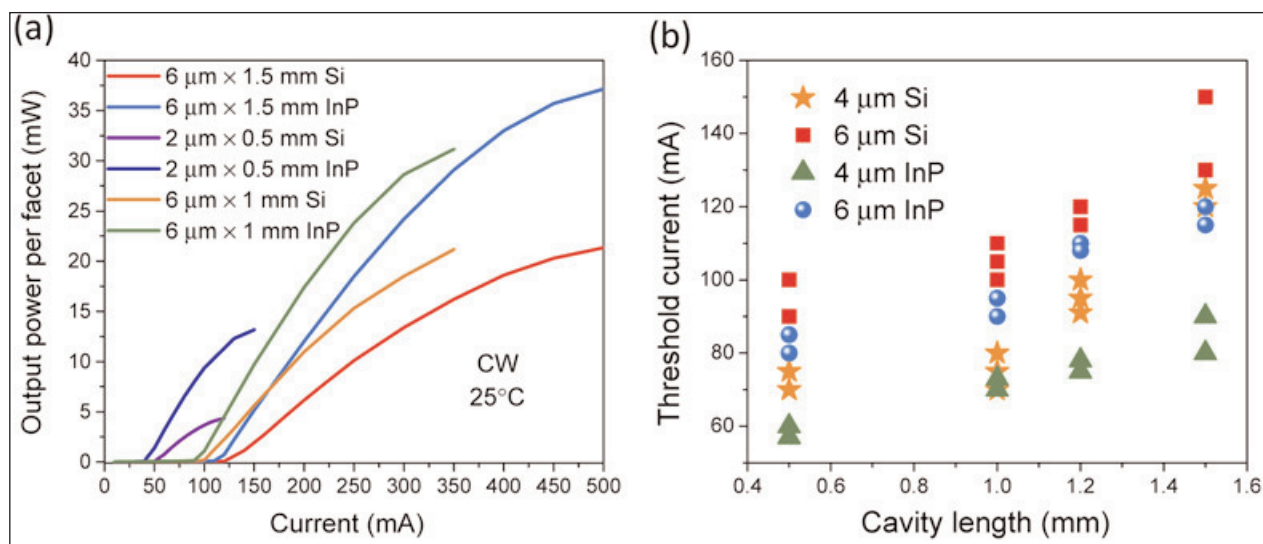 (a)
Output power per facet (mW)
40
35
30
25
20
15
10
5
0
6 μm × 1.5 mm Si
6 μm × 1.5 mm InP
2 μm × 0.5 mm Si
2 μm × 0.5 mm InP
6 μm × 1 mm Si
6 μm × 1 mm InP
CW
25°C
0 50 100 150 200 250 300 350 400 450 500
Current (mA)
(b)
Threshold current (mA)
160
140
120
100
80
60
4 μm Si
6 μm Si
4 μm InP
6 μm InP
0.4 0.6 0.8 1.0 1.2 1.4 1.6
Cavity length (mm)